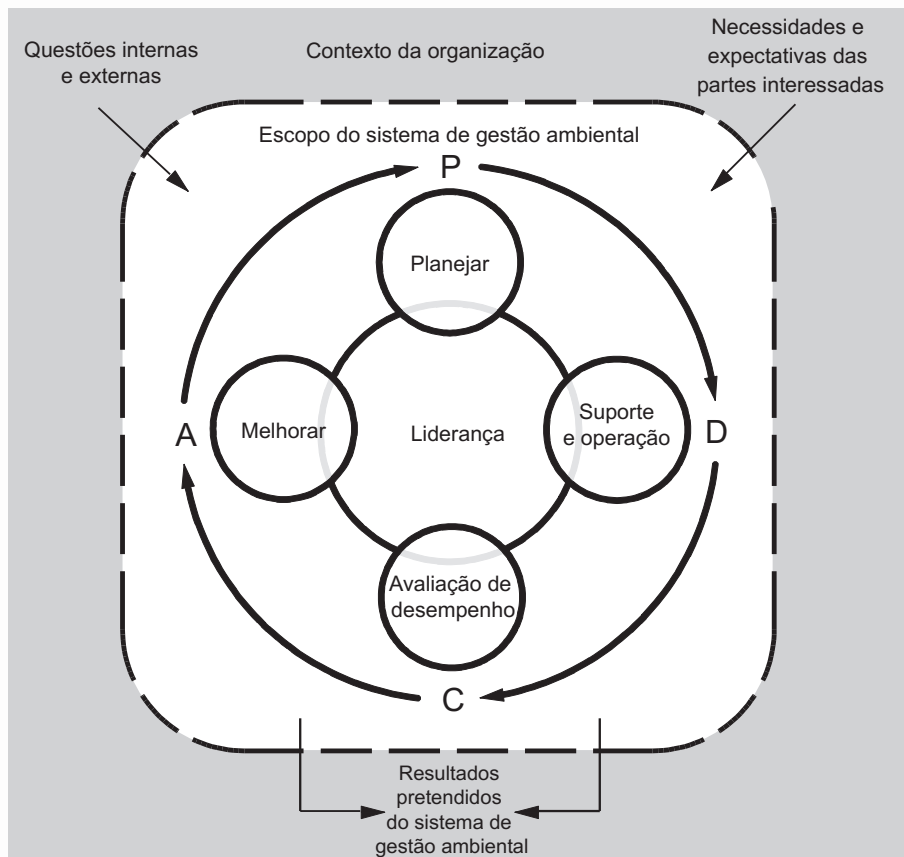 Questões internas
e externas
Contexto da organização
Necessidades e
expectativas das
partes interessadas
Escopo do sistema de gestão ambiental
P
Planejar
A
Melhorar
Liderança
Suporte
e operação
D
Avaliação de
desempenho
C
Resultados
pretendidos
do sistema de
gestão ambiental